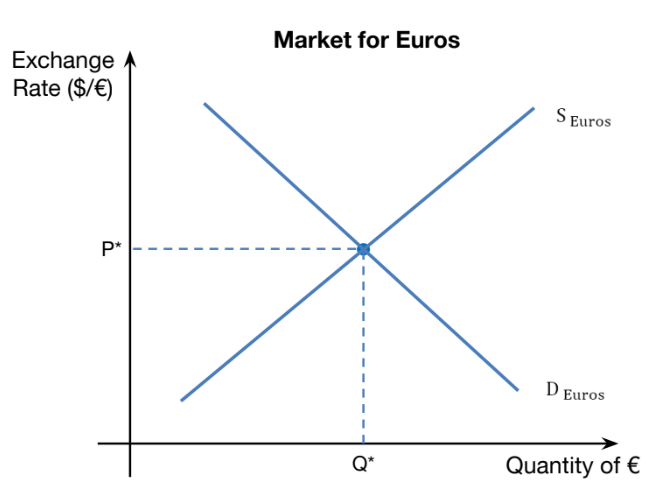 Market for Euros
Exchange
Rate ($/€)
S Euros
P*
D Euros
Q*
Quantity of €